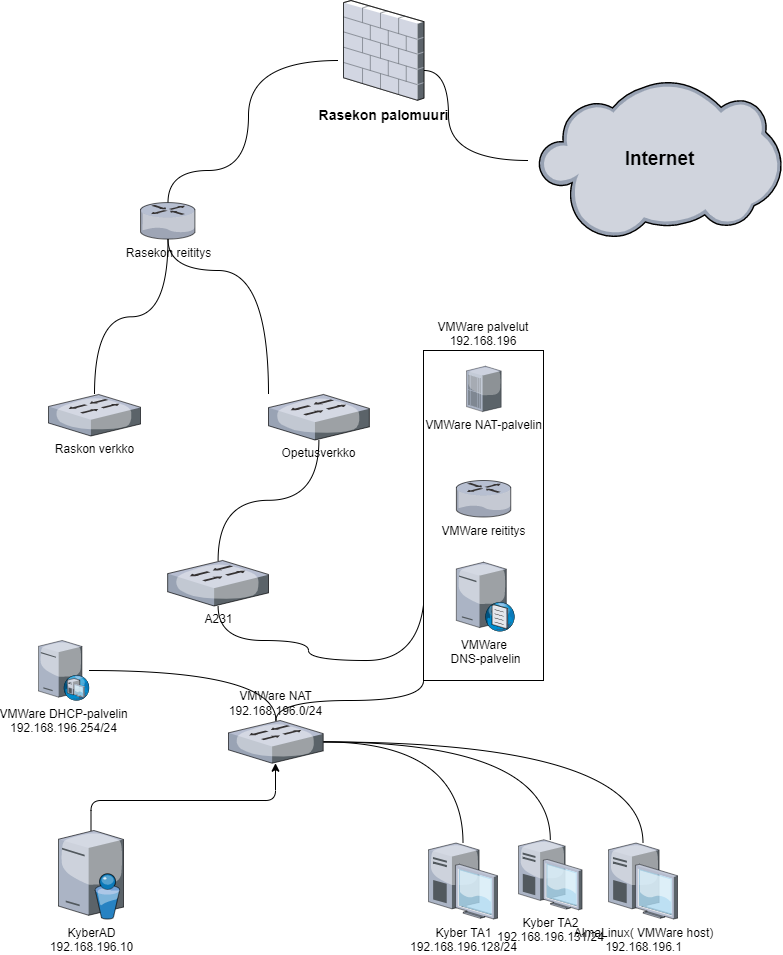 Rasekon palomuuri
Internet
Rasekon reititys
VMWare palvelut
192.168.196
VMWare NAT-palvelin
Raskon verkko
Opetusverkko
VMWare reititys
A231
VMWare
DNS-palvelin
VMWare DHCP-palvelin
192.168.196.254/24
VMWare NAT
192.168.196.0/24
KyberAD
192.168.196.10
Kyber TA1
192.168.196.128/24
Kyber TA2
192.168.196.131/24
AlmaLinux( VMWare host)
192.168.196.1